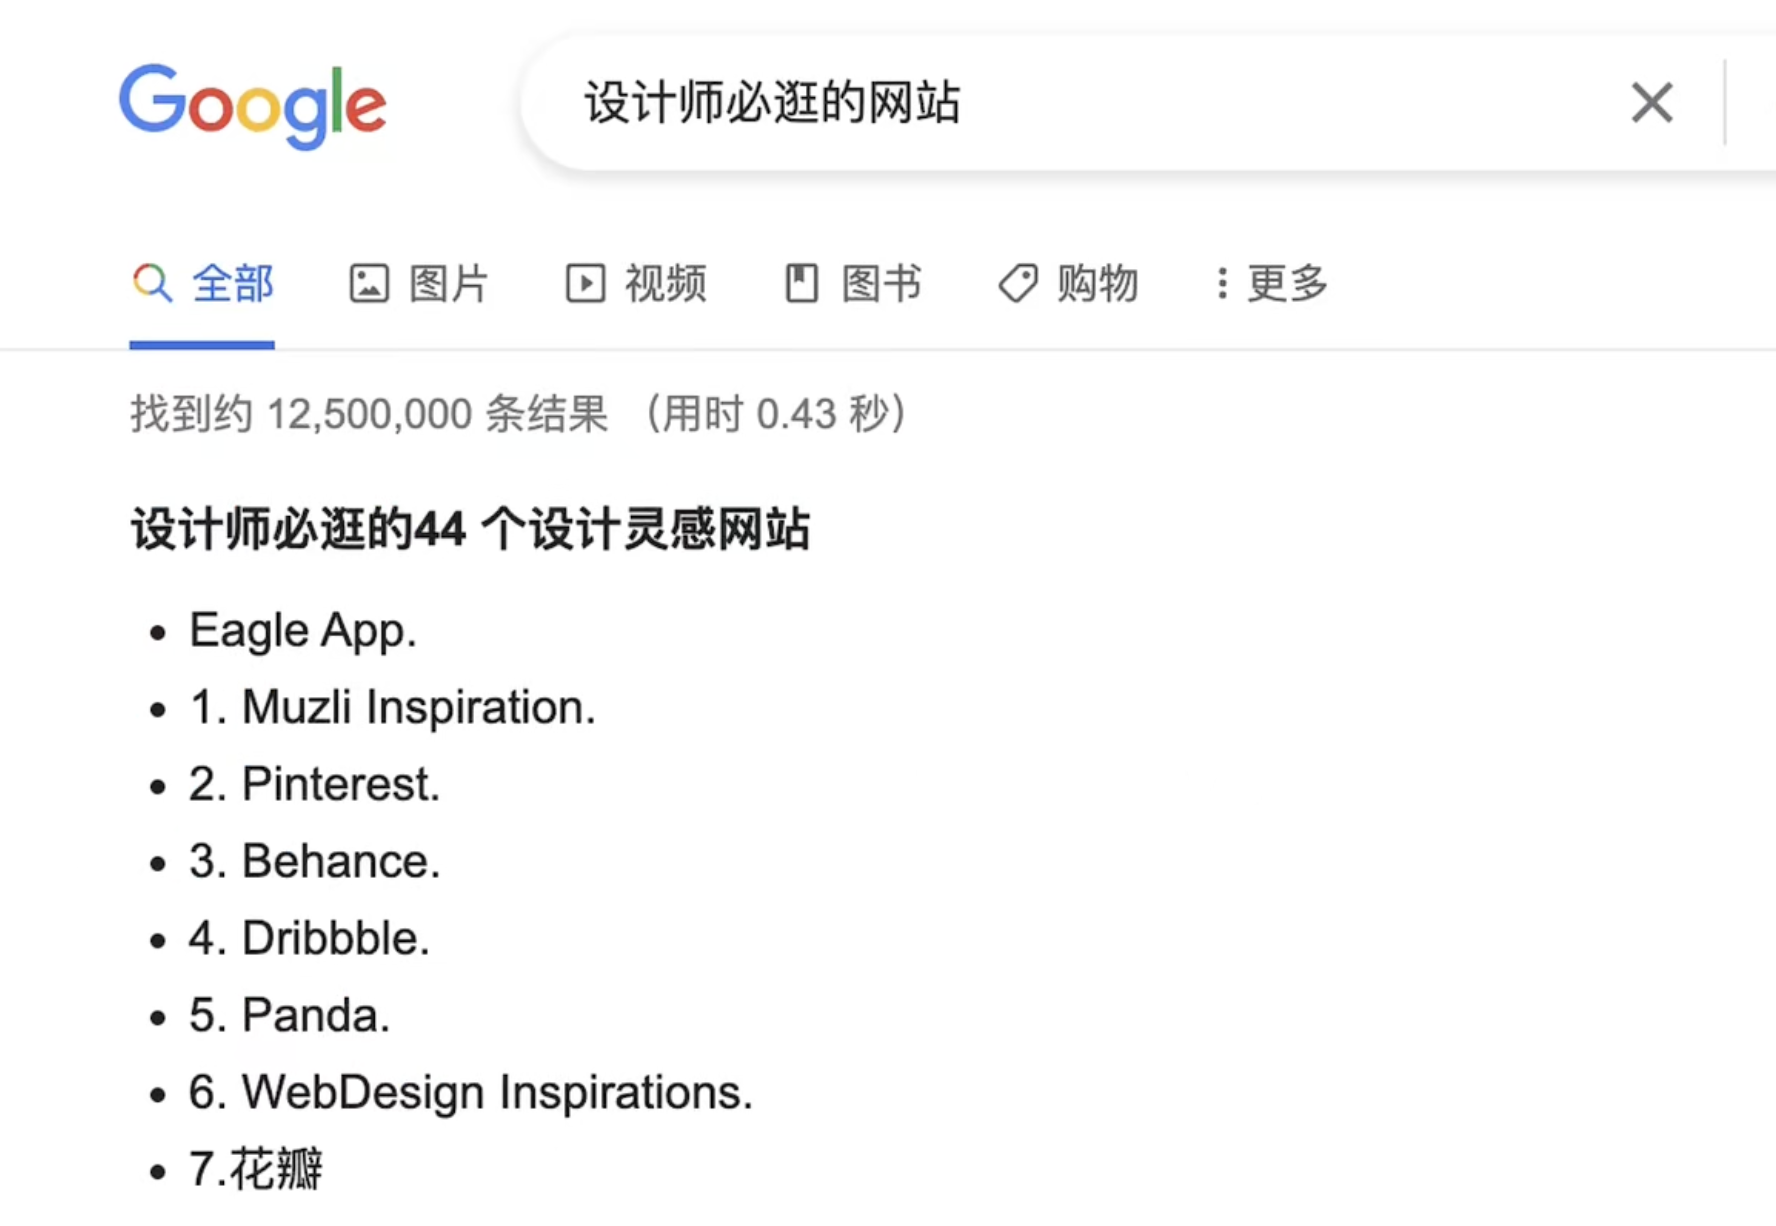 Google
设计师必逛的网站
全部 图片 视频 图书 购物 更多
找到约 12,500,000 条结果 （用时 0.43 秒）
设计师必逛的44 个设计灵感网站
Eagle App.
1. Muzli Inspiration.
2. Pinterest.
3. Behance.
4. Dribbble.
5. Panda.
6. WebDesign Inspirations.
7.花瓣